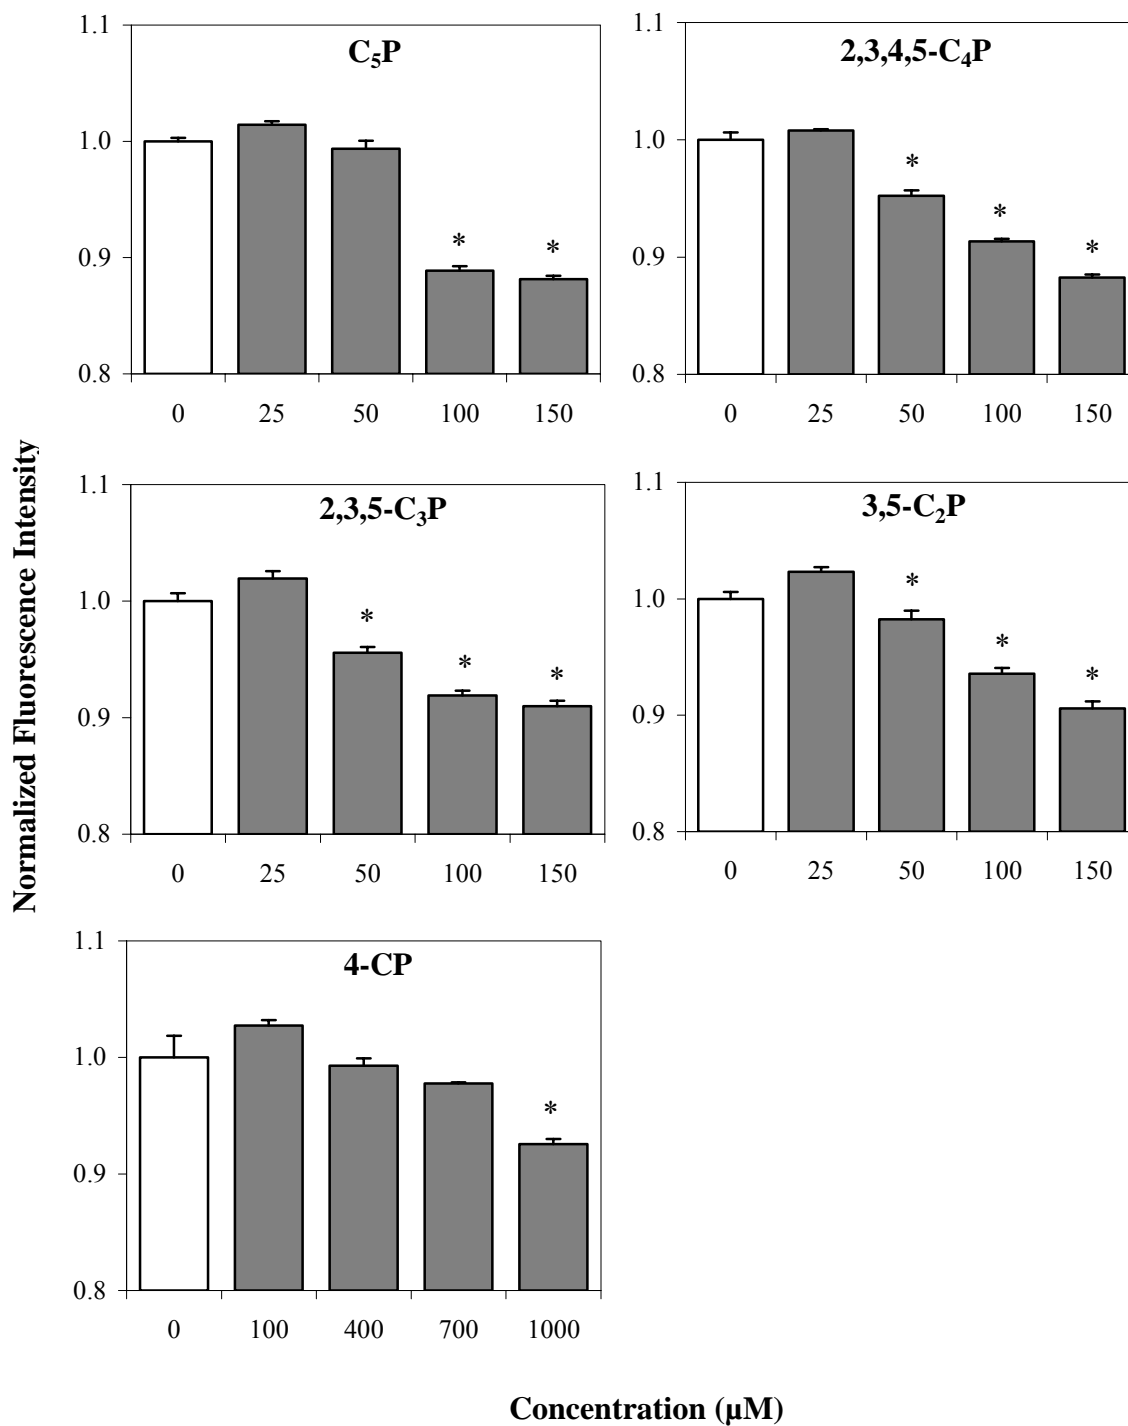 Normalized Fluorescence Intensity
C₅P
1.1
1.0
0.9
0.8
* *
0 25 50 100 150
2,3,4,5-C₄P
1.1
1.0
0.9
0.8
* * *
0 25 50 100 150
2,3,5-C₃P
1.1
1.0
0.9
0.8
* * *
0 25 50 100 150
3,5-C₂P
1.1
1.0
0.9
0.8
* * *
0 25 50 100 150
4-CP
1.1
1.0
0.9
0.8
*
0 100 400 700 1000
Concentration (µM)